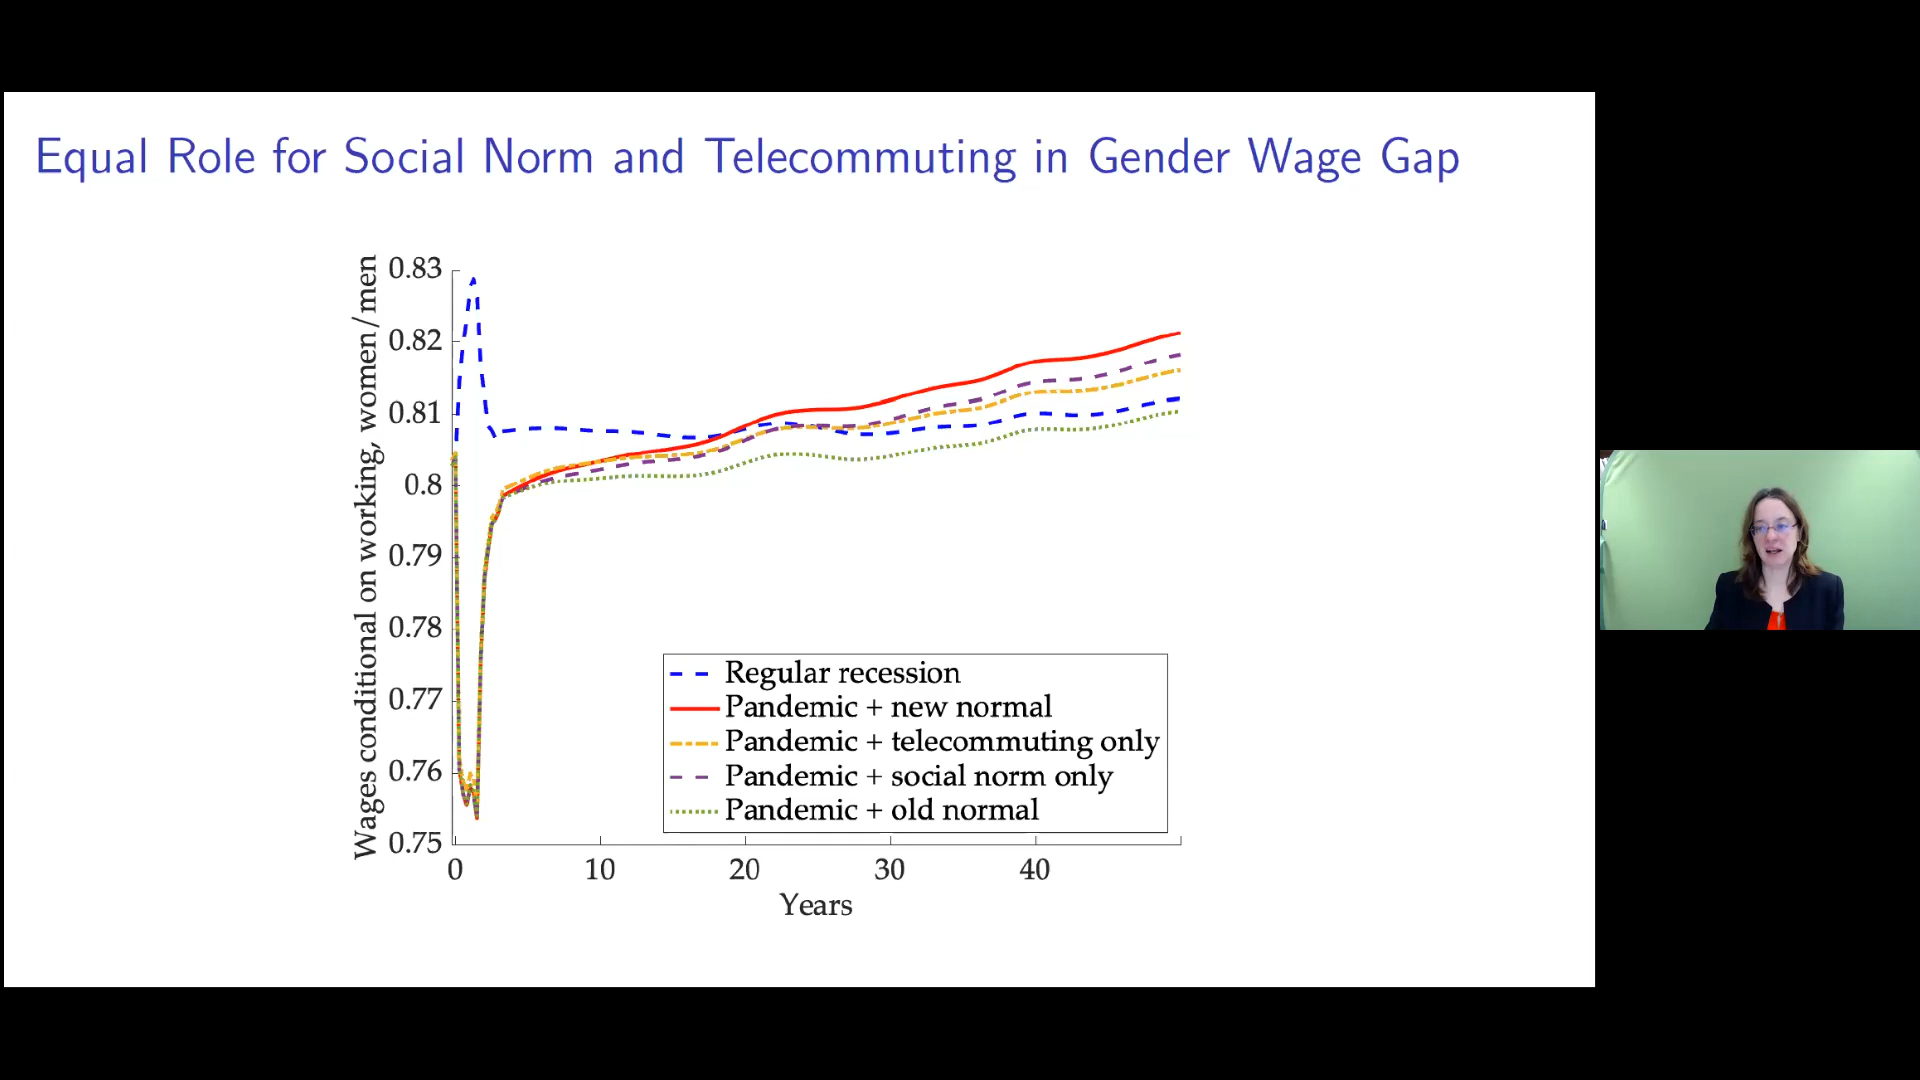 Equal Role for Social Norm and Telecommuting in Gender Wage Gap
Wages conditional on working, women/men
0.83
0.82
0.81
0.8
0.79
0.78
0.77
0.76
0.75
Regular recession
Pandemic + new normal
Pandemic + telecommuting only
Pandemic + social norm only
Pandemic + old normal
0 10 20 30 40
Years